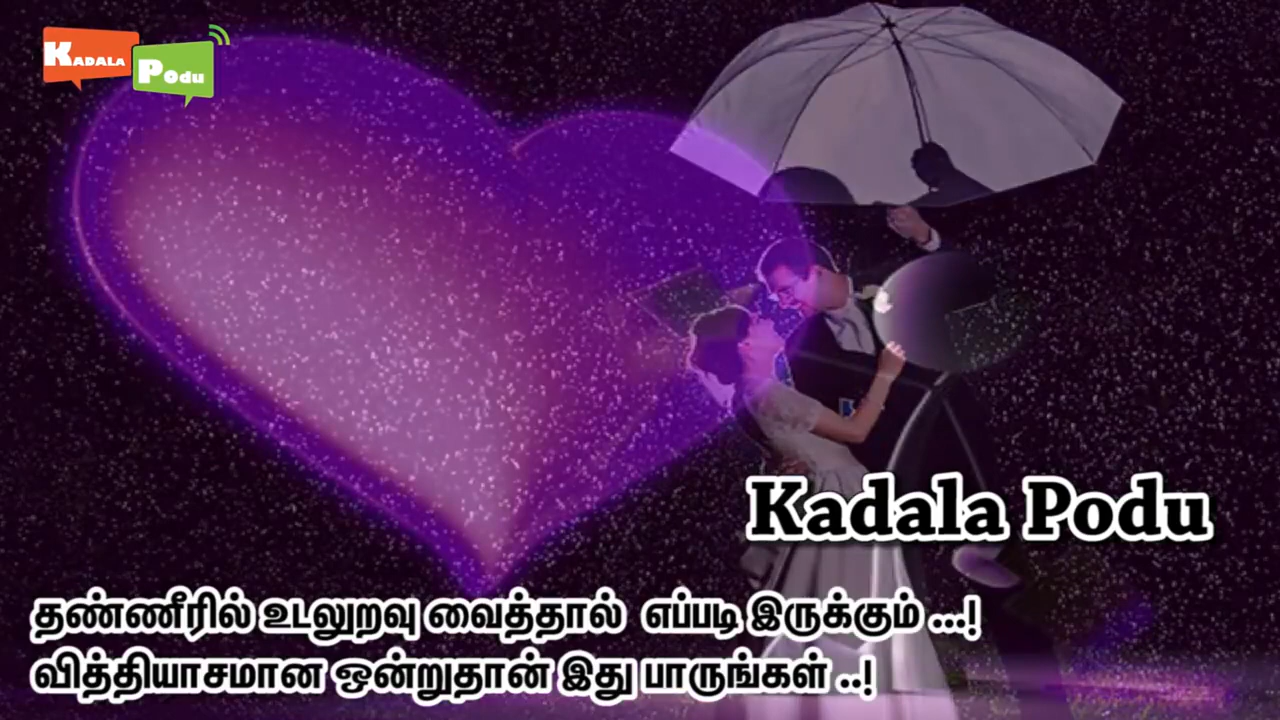 KADALA
PODU
Kadala Podu
தண்ணீரில் உடலுறவு வைத்தால் எப்படி இருக்கும் ...!
வித்தியாசமான ஒன்றுதான் இது பாருங்கள் ..!